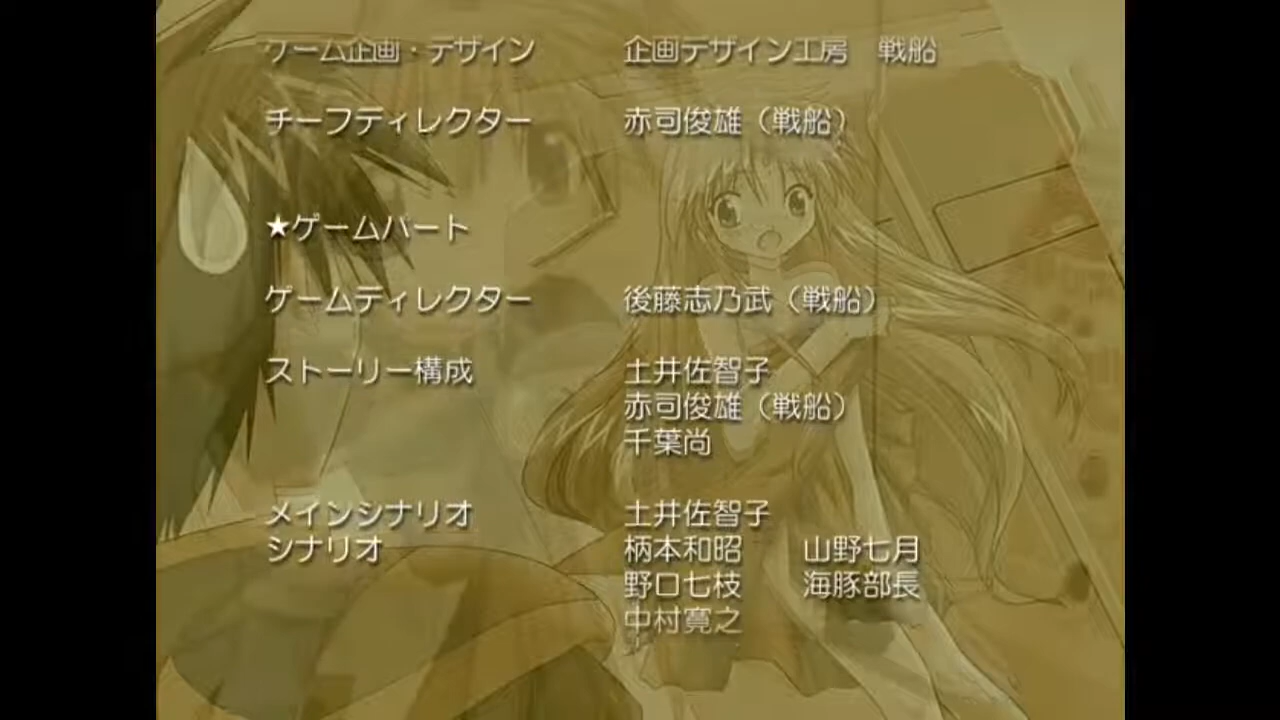 ゲーム企画・デザイン　企画デザイン工房　戦船
チーフディレクター　赤司俊雄（戦船）
★ゲームパート
ゲームディレクター　後藤志乃武（戦船）
ストーリー構成　土井佐智子
赤司俊雄（戦船）
千葉尚
メインシナリオ　土井佐智子
シナリオ　柄本和昭　山野七月
野口七枝　海豚部長
中村寛之